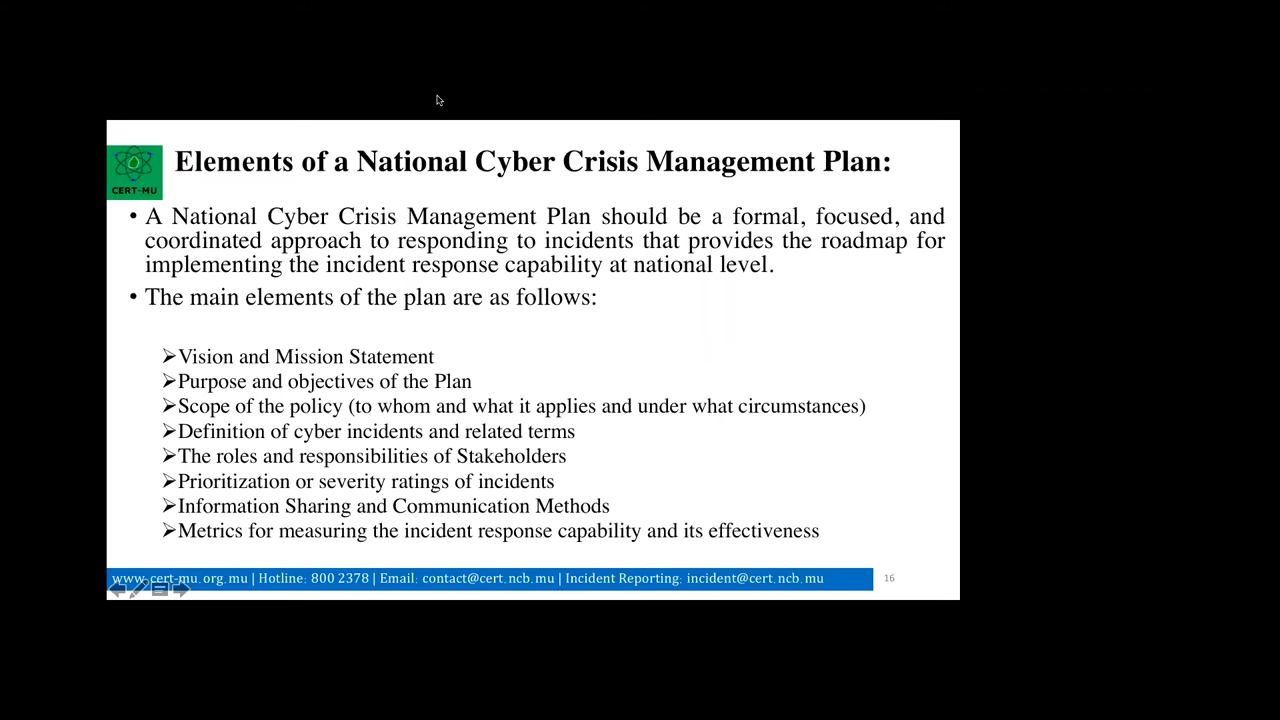 Elements of a National Cyber Crisis Management Plan:
CERT-MU
• A National Cyber Crisis Management Plan should be a formal, focused, and
coordinated approach to responding to incidents that provides the roadmap for
implementing the incident response capability at national level.
• The main elements of the plan are as follows:
➢Vision and Mission Statement
➢Purpose and objectives of the Plan
➢Scope of the policy (to whom and what it applies and under what circumstances)
➢Definition of cyber incidents and related terms
➢The roles and responsibilities of Stakeholders
➢Prioritization or severity ratings of incidents
➢Information Sharing and Communication Methods
➢Metrics for measuring the incident response capability and its effectiveness
www.cert-mu.org.mu | Hotline: 800 2378 | Email: contact@cert.ncb.mu | Incident Reporting: incident@cert.ncb.mu
16